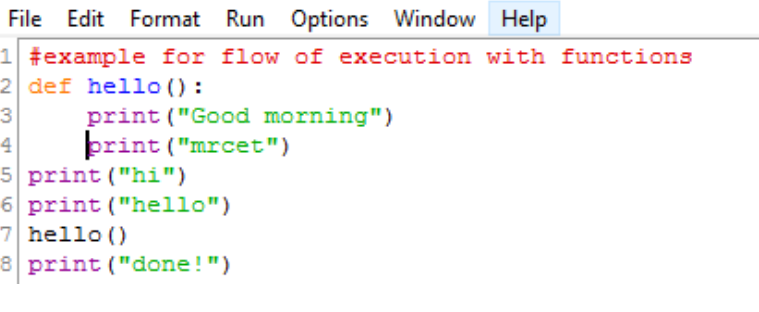 File Edit Format Run Options Window Help
1 #example for flow of execution with functions
2 def hello():
3     print("Good morning")
4     print("mrcet")
5 print("hi")
6 print("hello")
7 hello()
8 print("done!")